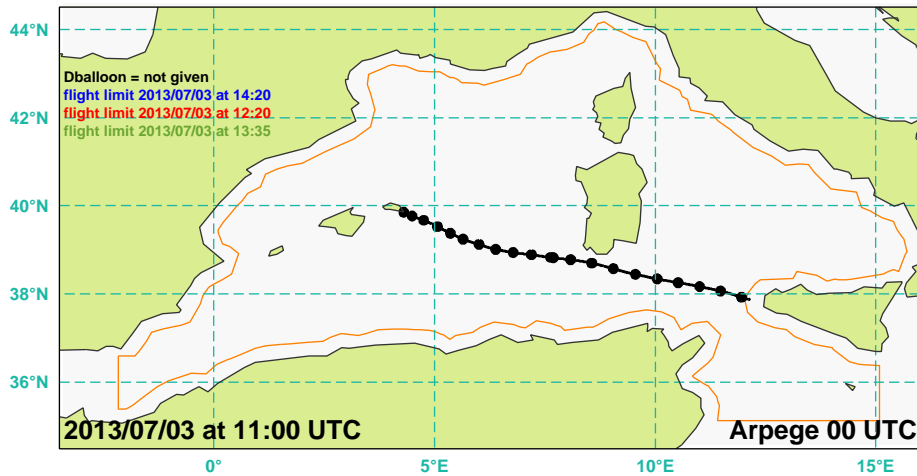 44°N
Dballoon = not given
flight limit 2013/07/03 at 14:20
flight limit 2013/07/03 at 12:20
flight limit 2013/07/03 at 13:35
42°N
40°N
38°N
36°N
2013/07/03 at 11:00 UTC
Arpege 00 UTC
0°
5°E
10°E
15°E